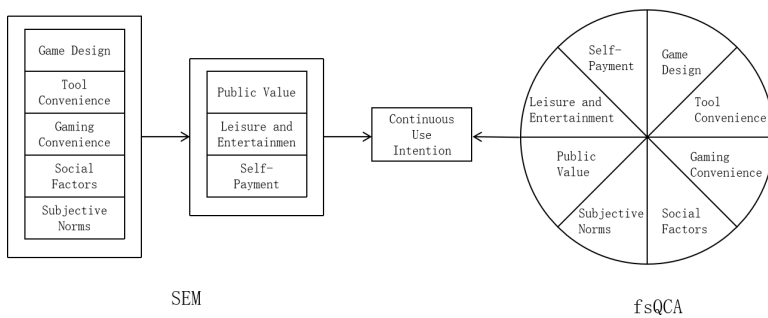 Game Design
Tool
Convenience
Gaming
Convenience
Social
Factors
Subjective
Norms
Public Value
Leisure and
Entertainmen
Self-
Payment
Continuous
Use
Intention
SEM
Self-
Payment
Game
Design
Leisure and
Entertainment
Tool
Convenience
Public
Value
Gaming
Convenience
Subjective
Norms
Social
Factors
fsQCA